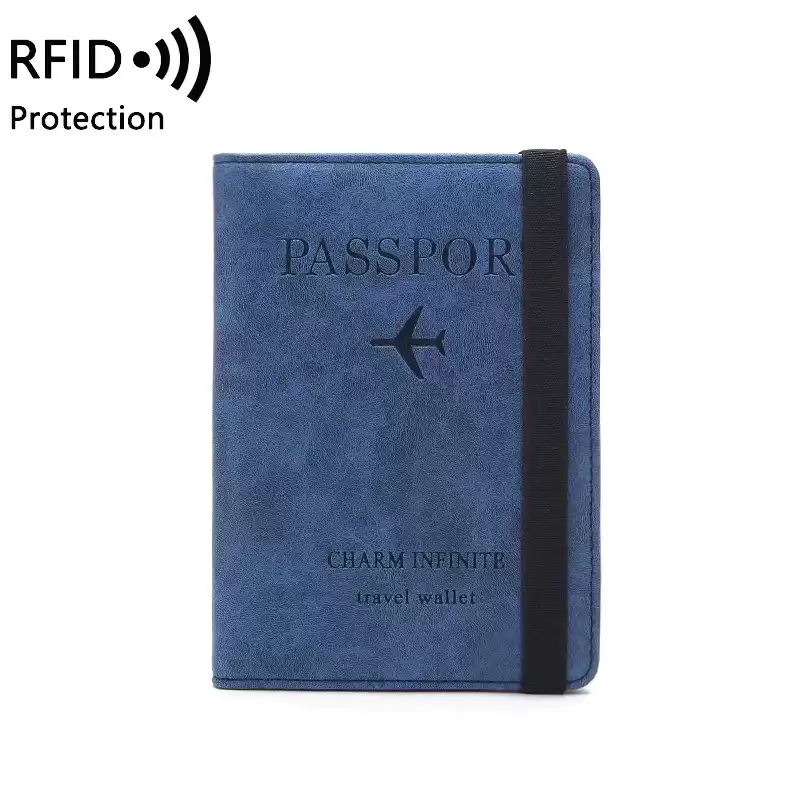 RFID
Protection
PASSPOR
CHARM INFINITE
travel wallet